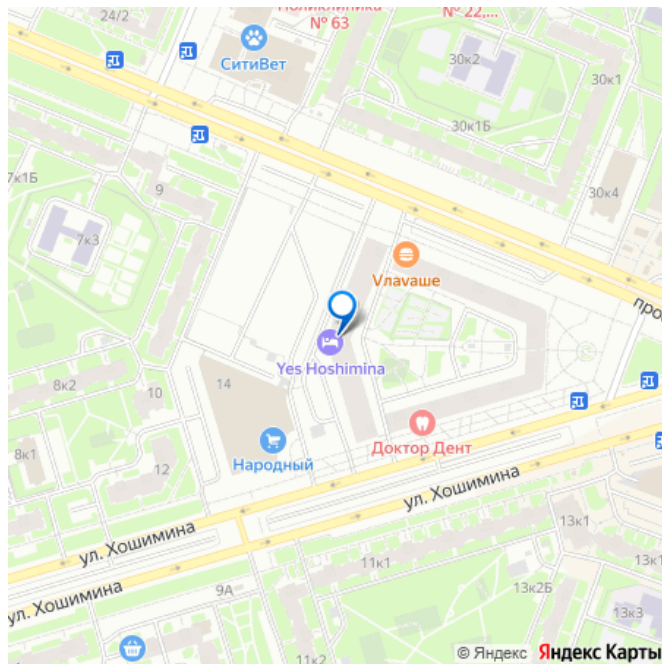 24/2
Поликлиника
№ 63
№ 22,...
СитиВет
30к2
30к1
30к1Б
30к4
7к1Б
9
7к3
Vлаvаше
Yes Hoshimina
14
8к2
10
8к1
12
Народный
Доктор Дент
ул. Хошимина
ул. Хошимина
13к1
11к1
9А
13к2Б
ул. Хошимина
13к3
11к2
© Яндекс Яндекс Карты